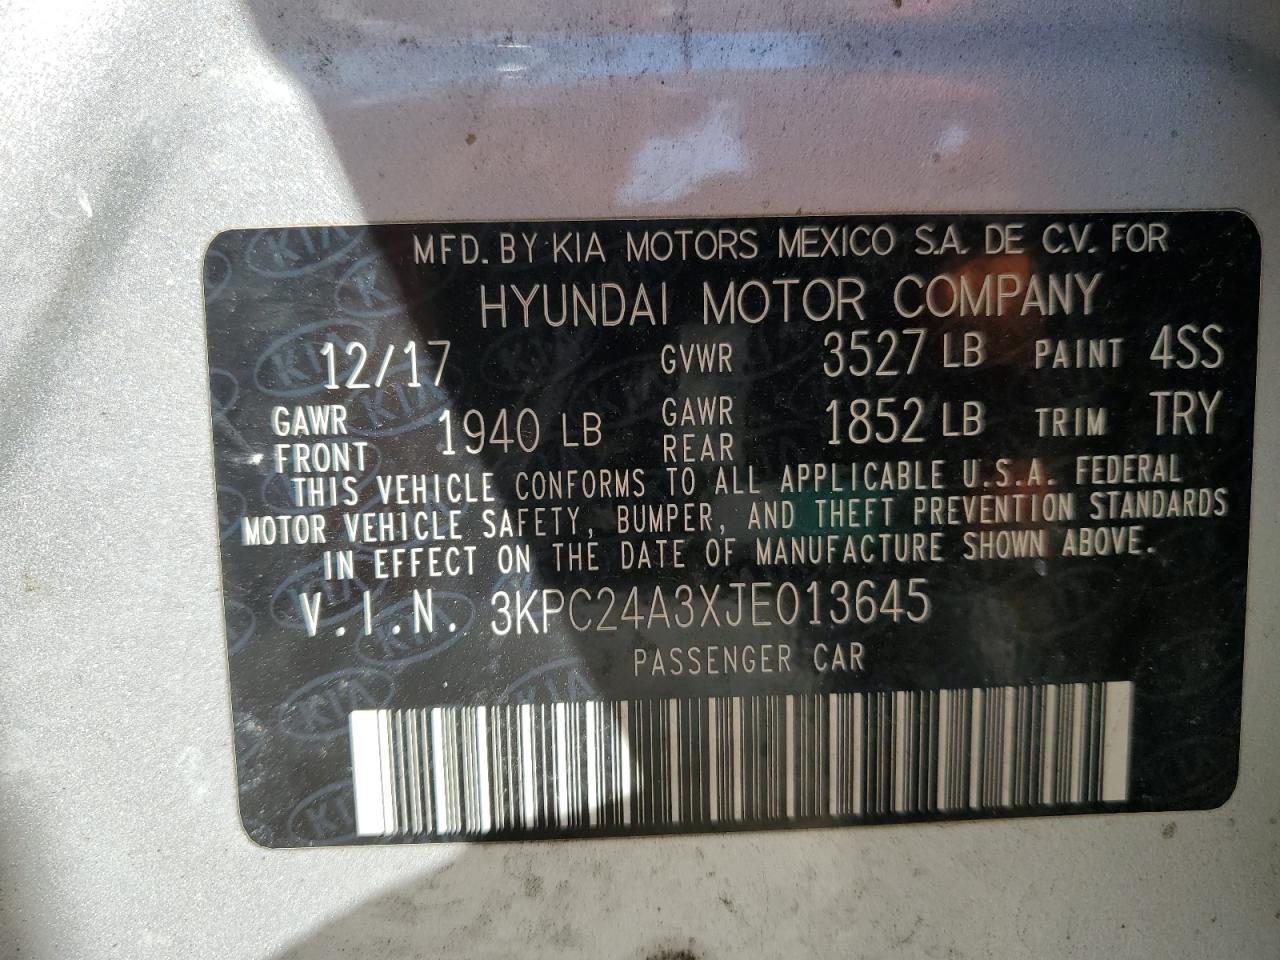 MFD. BY KIA MOTORS MEXICO S.A. DE C.V. FOR
HYUNDAI MOTOR COMPANY
12/17 GVWR 3527 LB PAINT 4SS
GAWR FRONT 1940 LB GAWR REAR 1852 LB TRIM TRY
THIS VEHICLE CONFORMS TO ALL APPLICABLE U.S.A. FEDERAL
MOTOR VEHICLE SAFETY, BUMPER, AND THEFT PREVENTION STANDARDS
IN EFFECT ON THE DATE OF MANUFACTURE SHOWN ABOVE.
V.I.N. 3KPC24A3XJE013645
PASSENGER CAR